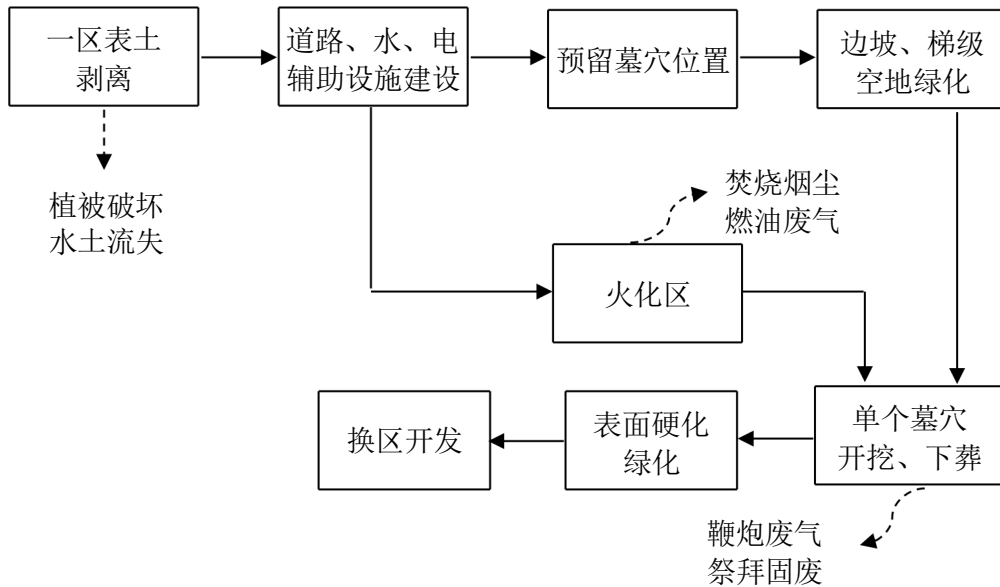 一区表土
剥离
道路、水、电
辅助设施建设
预留墓穴位置
边坡、梯级
空地绿化
植被破坏
水土流失
焚烧烟尘
燃油废气
火化区
换区开发
表面硬化
绿化
单个墓穴
开挖、下葬
鞭炮废气
祭拜固废